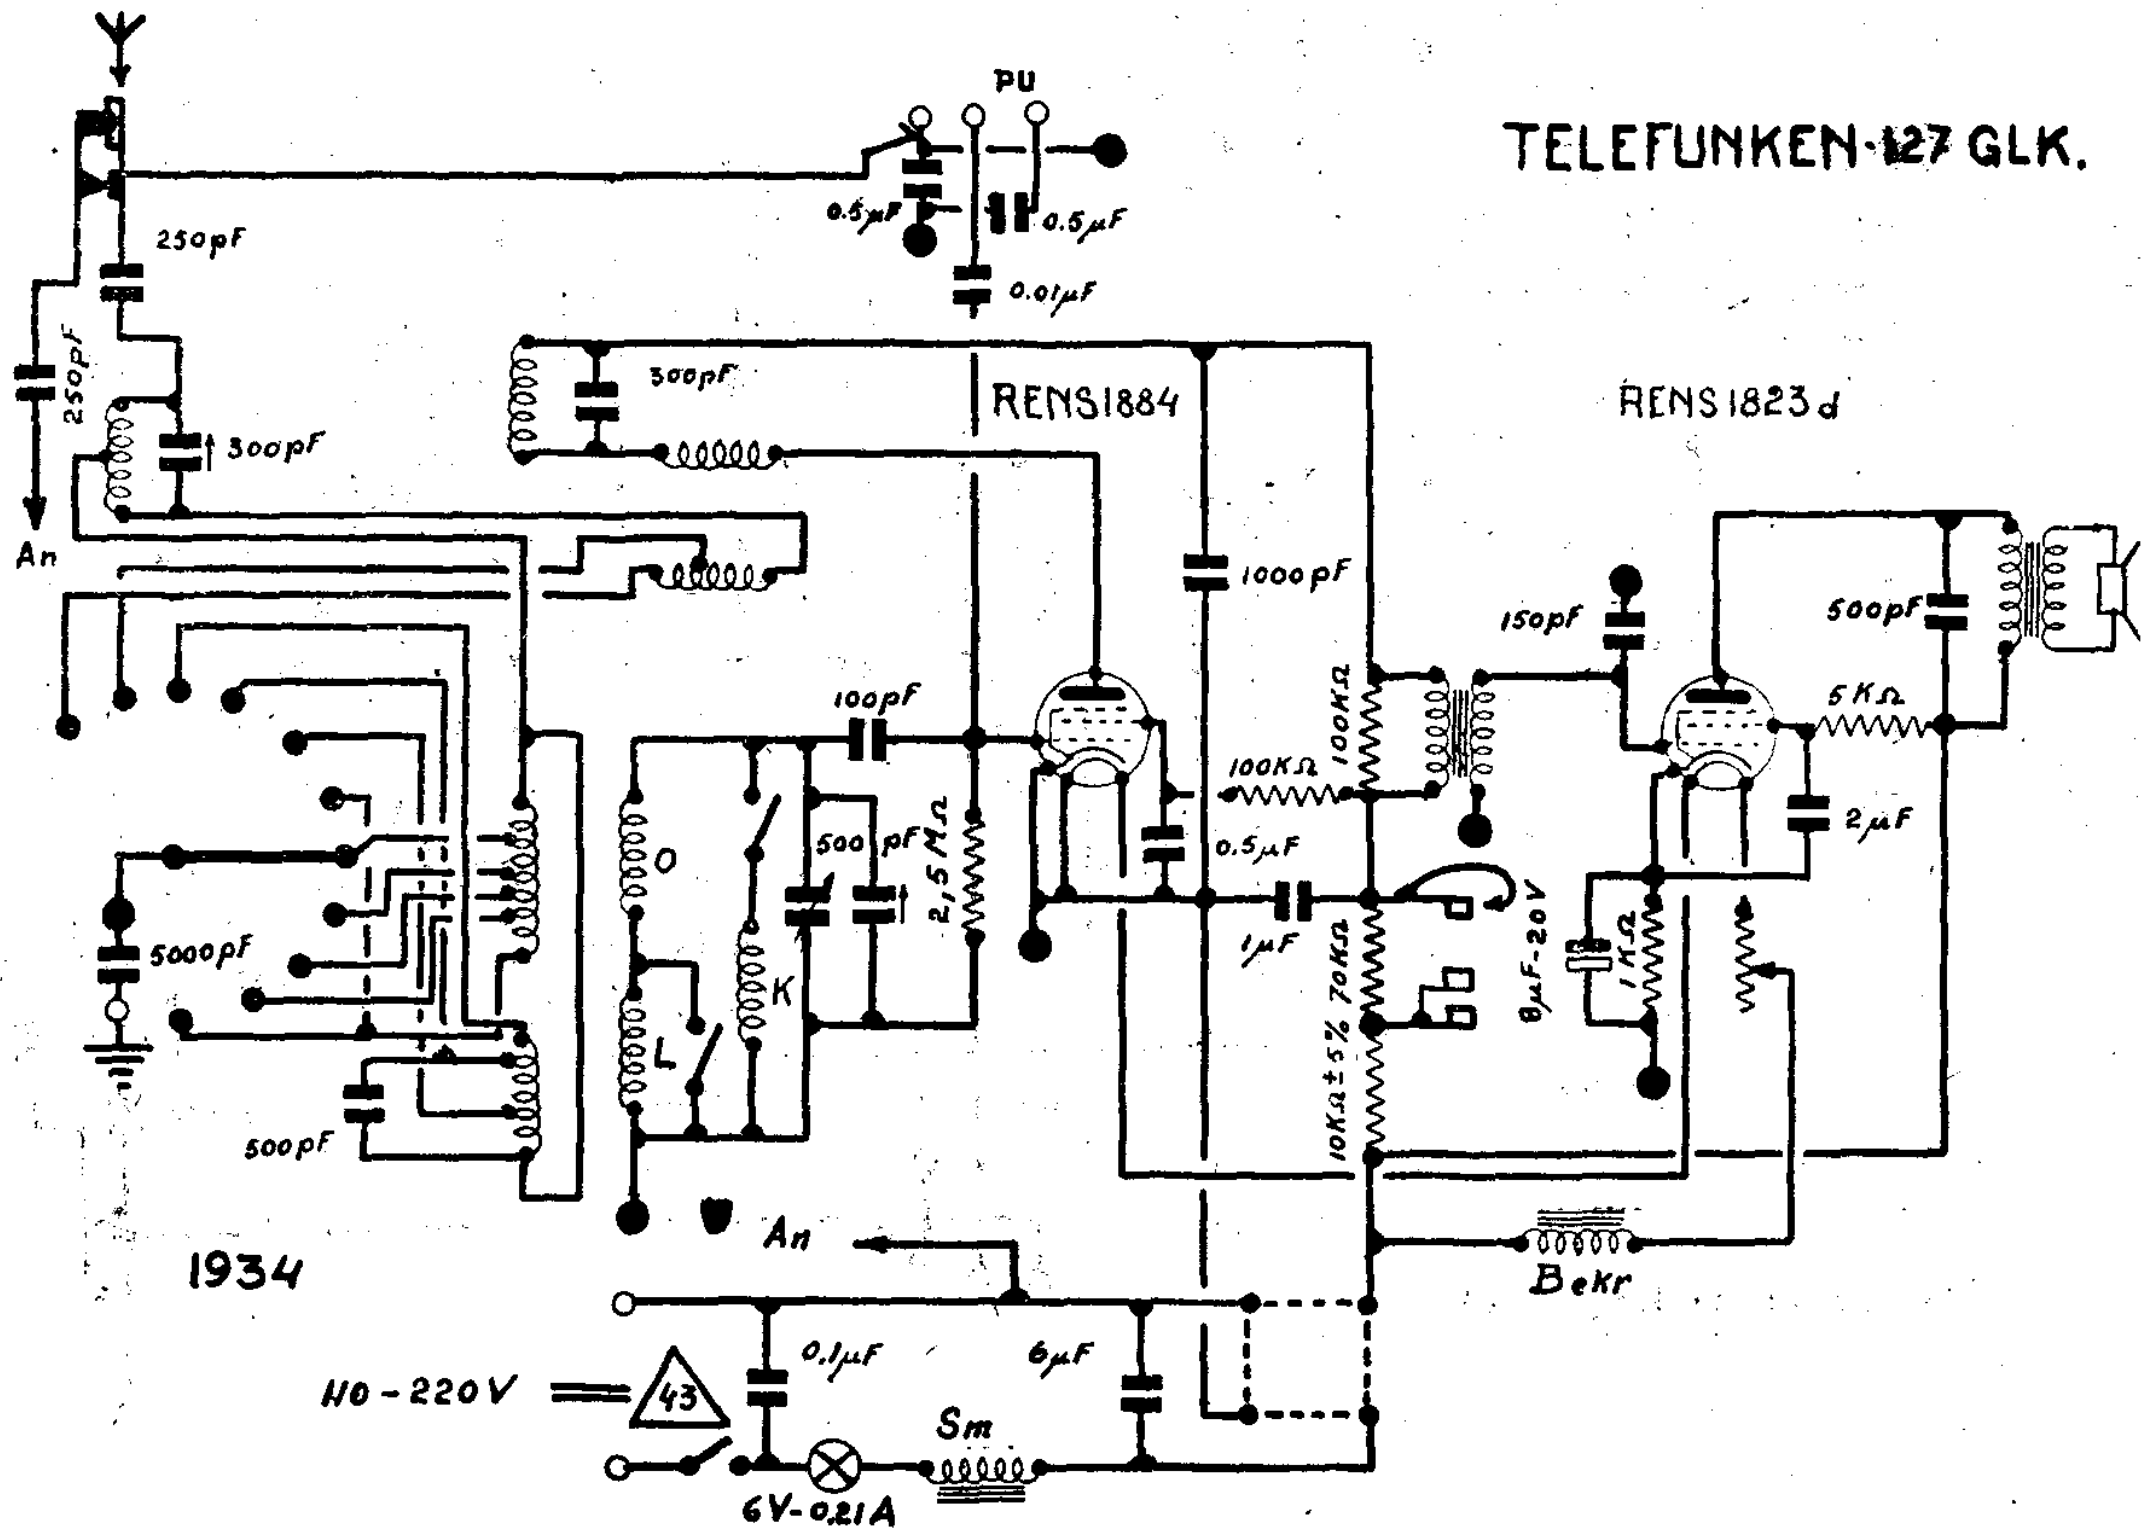 PU
TELEFUNKEN-127 GLK.
0.5µF
0.5µF
250pF
0.01µF
250pF
300pF
RENS1884
RENS1823d
300pF
An
1000pF
150pF
500pF
100pF
100KΩ
5KΩ
100KΩ
500pF
2,5MΩ
O
0.5µF
2µF
5000pF
K
1µF
70KΩ
8µF-20V
1KΩ
L
10KΩ±5%
500pF
An
1934
Bekr
0,1µF
6µF
110-220V
43
Sm
6V-0.21A